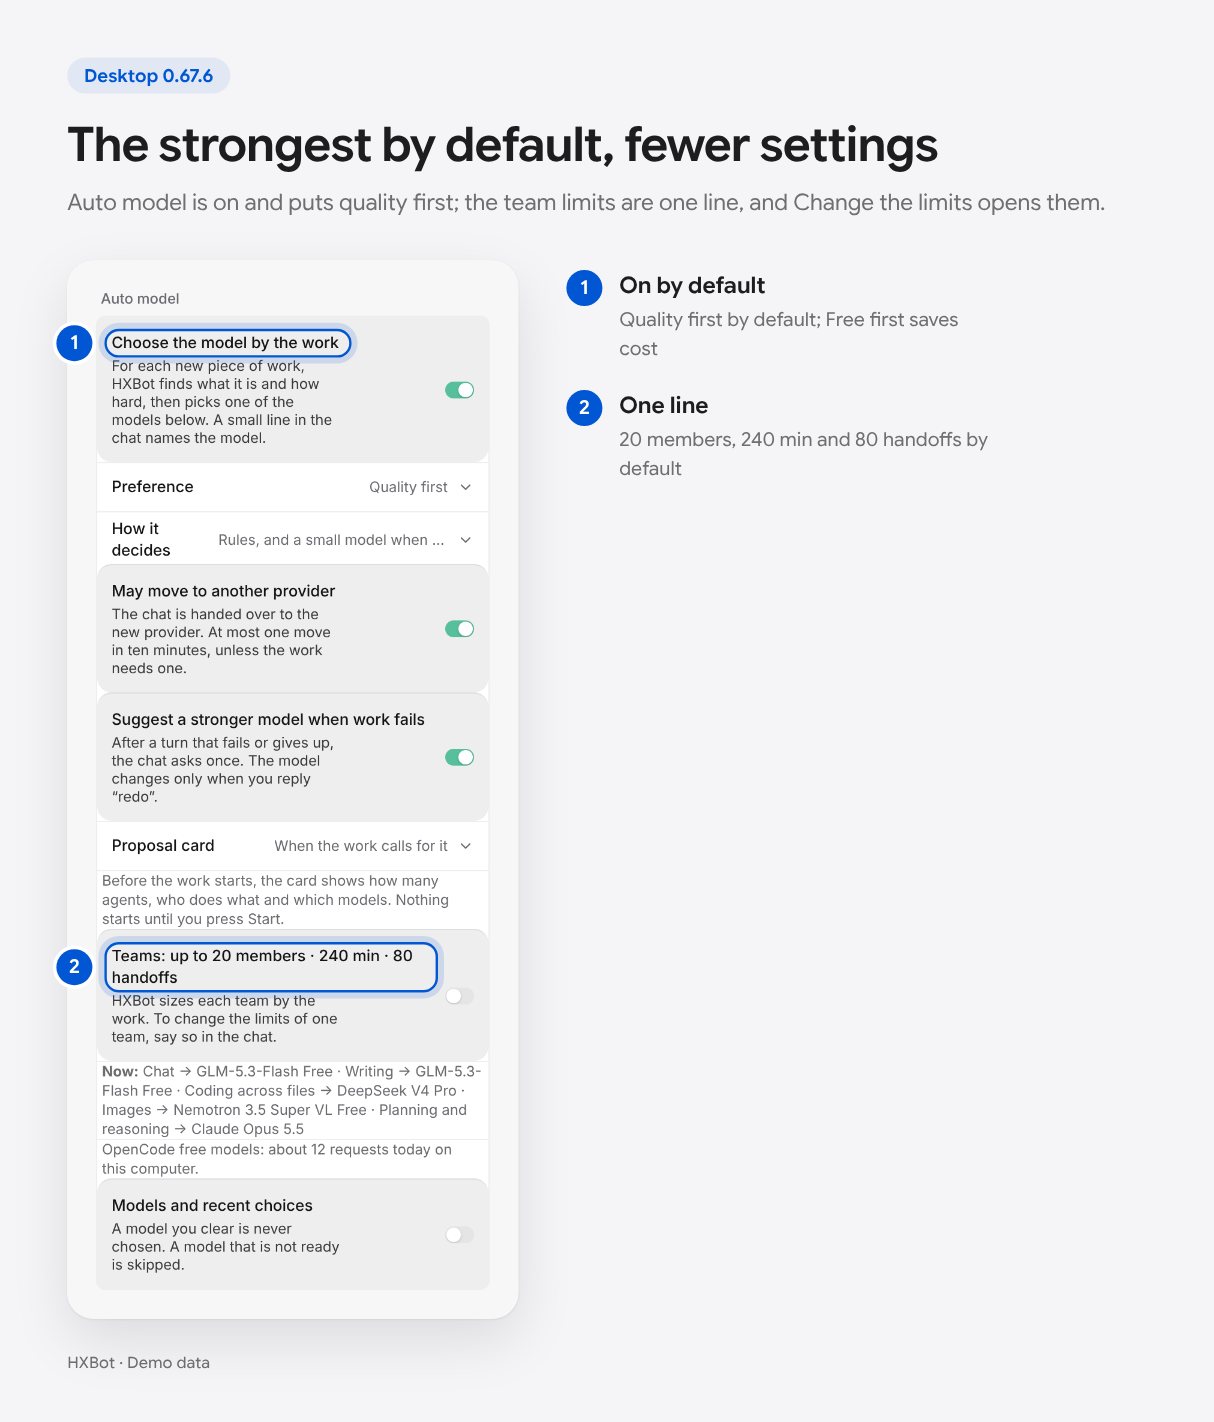 Desktop 0.67.6
The strongest by default, fewer settings
Auto model is on and puts quality first; the team limits are one line, and Change the limits opens them.
Auto model
1
Choose the model by the work
For each new piece of work,
HXBot finds what it is and how
hard, then picks one of the
models below. A small line in the
chat names the model.
Preference
Quality first
How it
decides
Rules, and a small model when ...
May move to another provider
The chat is handed over to the
new provider. At most one move
in ten minutes, unless the work
needs one.
Suggest a stronger model when work fails
After a turn that fails or gives up,
the chat asks once. The model
changes only when you reply
“redo”.
Proposal card
When the work calls for it
Before the work starts, the card shows how many
agents, who does what and which models. Nothing
starts until you press Start.
2
Teams: up to 20 members · 240 min · 80
handoffs
HXBot sizes each team by the
work. To change the limits of one
team, say so in the chat.
Now: Chat → GLM-5.3-Flash Free · Writing → GLM-5.3-
Flash Free · Coding across files → DeepSeek V4 Pro ·
Images → Nemotron 3.5 Super VL Free · Planning and
reasoning → Claude Opus 5.5
OpenCode free models: about 12 requests today on
this computer.
Models and recent choices
A model you clear is never
chosen. A model that is not ready
is skipped.
1
On by default
Quality first by default; Free first saves
cost
2
One line
20 members, 240 min and 80 handoffs by
default
HXBot · Demo data